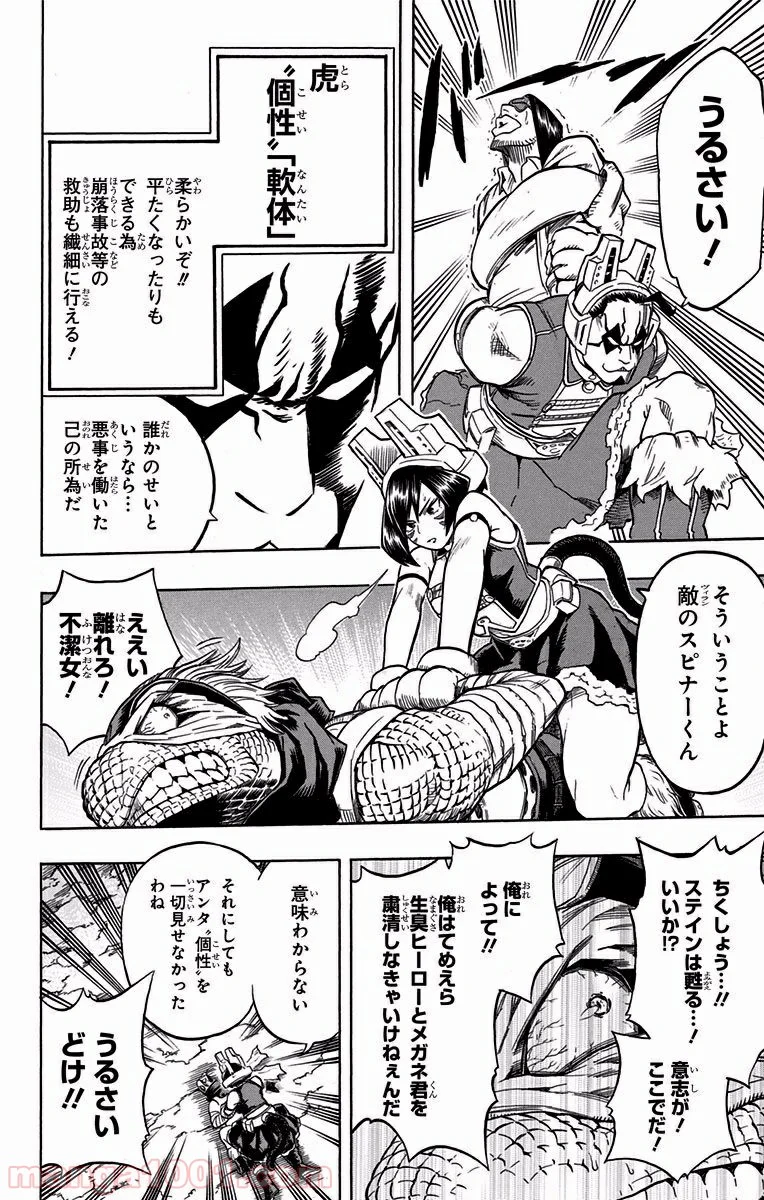 うるさい!
虎
“個性”「軟体」
柔らかいぞ!!
平たくなったりも
できる為
崩落事故等の
救助も繊細に行える!
誰かのせいと
いうなら…
悪事を働いた
己の所為だ
そういうことよ
敵のスピナーくん
ええい
離れろ!
不潔女!
ちくしょう…!!
ステインは甦る…!
いいか!?
意志が!
ここでだ!
俺に
よって!!
俺はてめえら
生臭ヒーローとメガネ君を
粛清しなきゃいけねぇんだ
意味わからない
それにしても
アンタ“個性”を
一切見せなかった
わね
うるさい
どけ!!